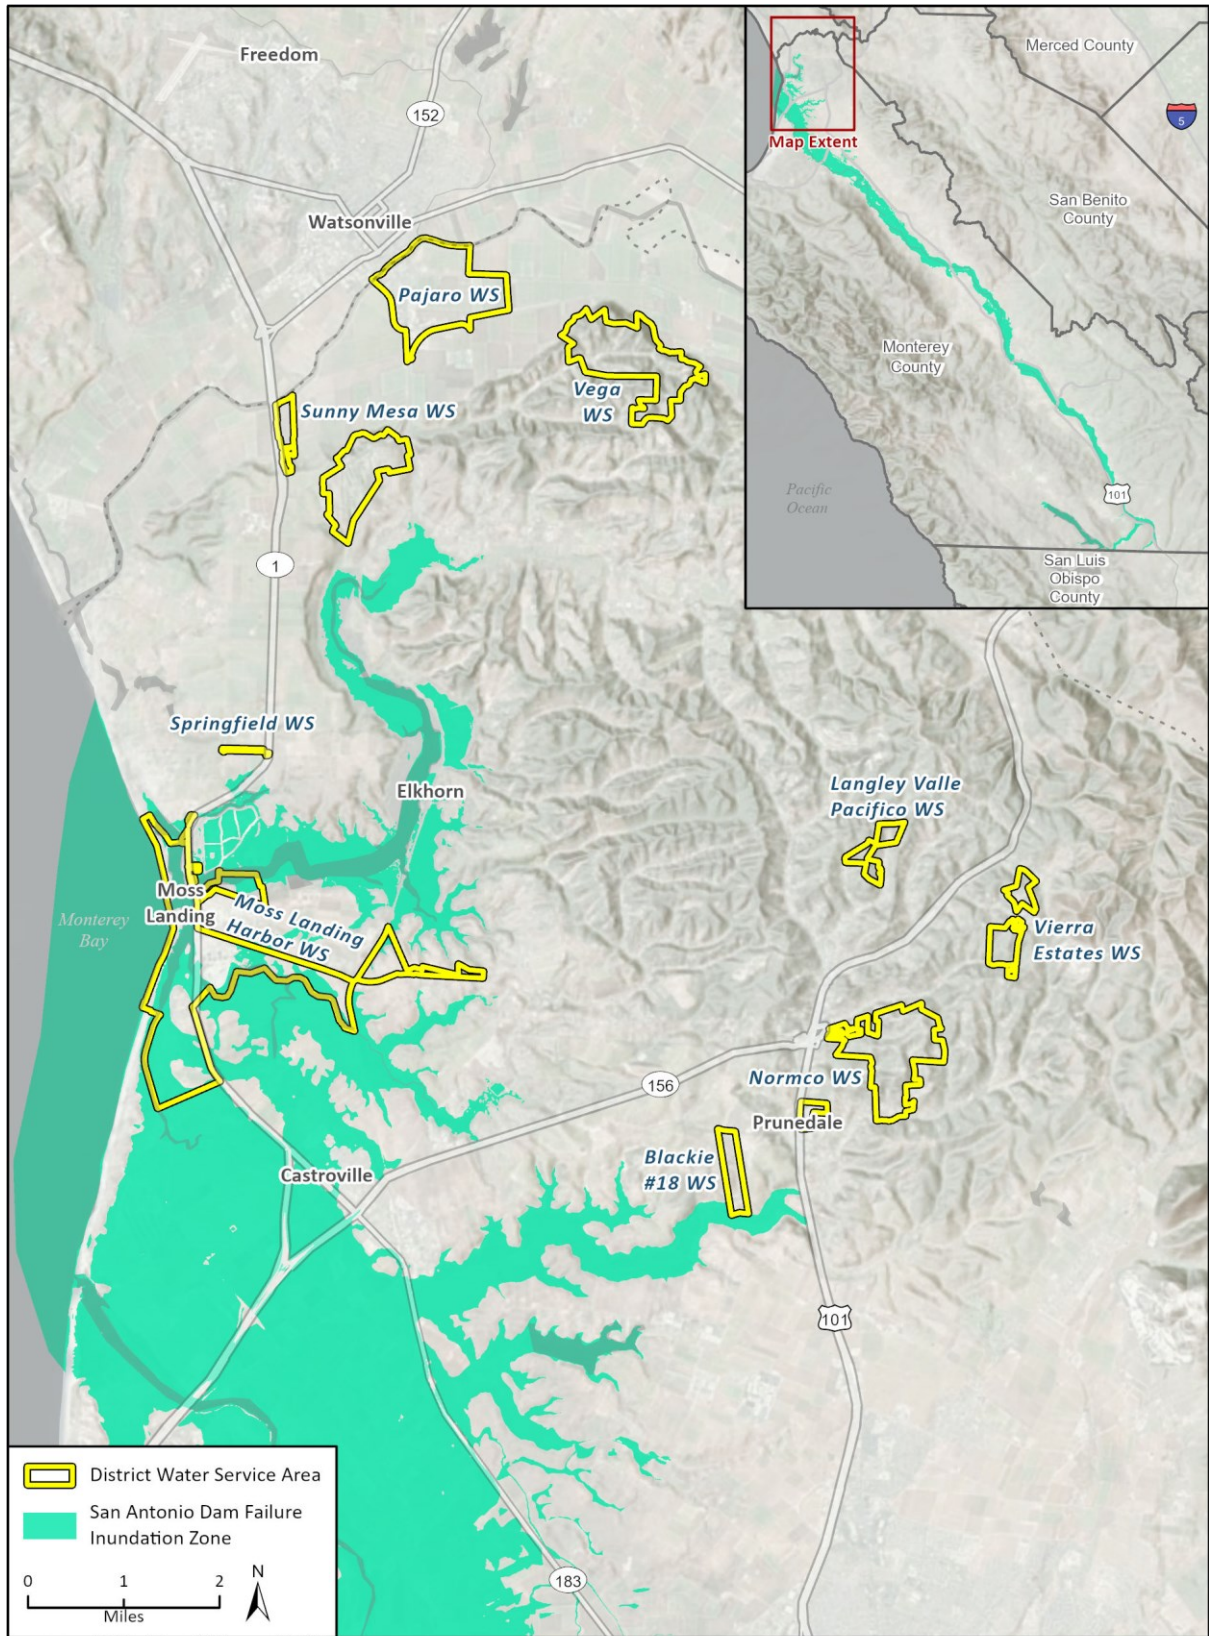 Freedom
152
Watsonville
Pajaro WS
Vega
WS
Sunny Mesa WS
1
Springfield WS
Elkhorn
Langley Valle
Pacifico WS
Moss
Landing
Moss Landing
Harbor WS
Monterey
Bay
Vierra
Estates WS
156
Normco WS
Prunedale
Blackie
#18 WS
Castroville
101
183
Merced County
5
Map Extent
San Benito
County
Monterey
County
Pacific
Ocean
101
San Luis
Obispo
County
District Water Service Area
San Antonio Dam Failure
Inundation Zone
N
0 1 2
Miles